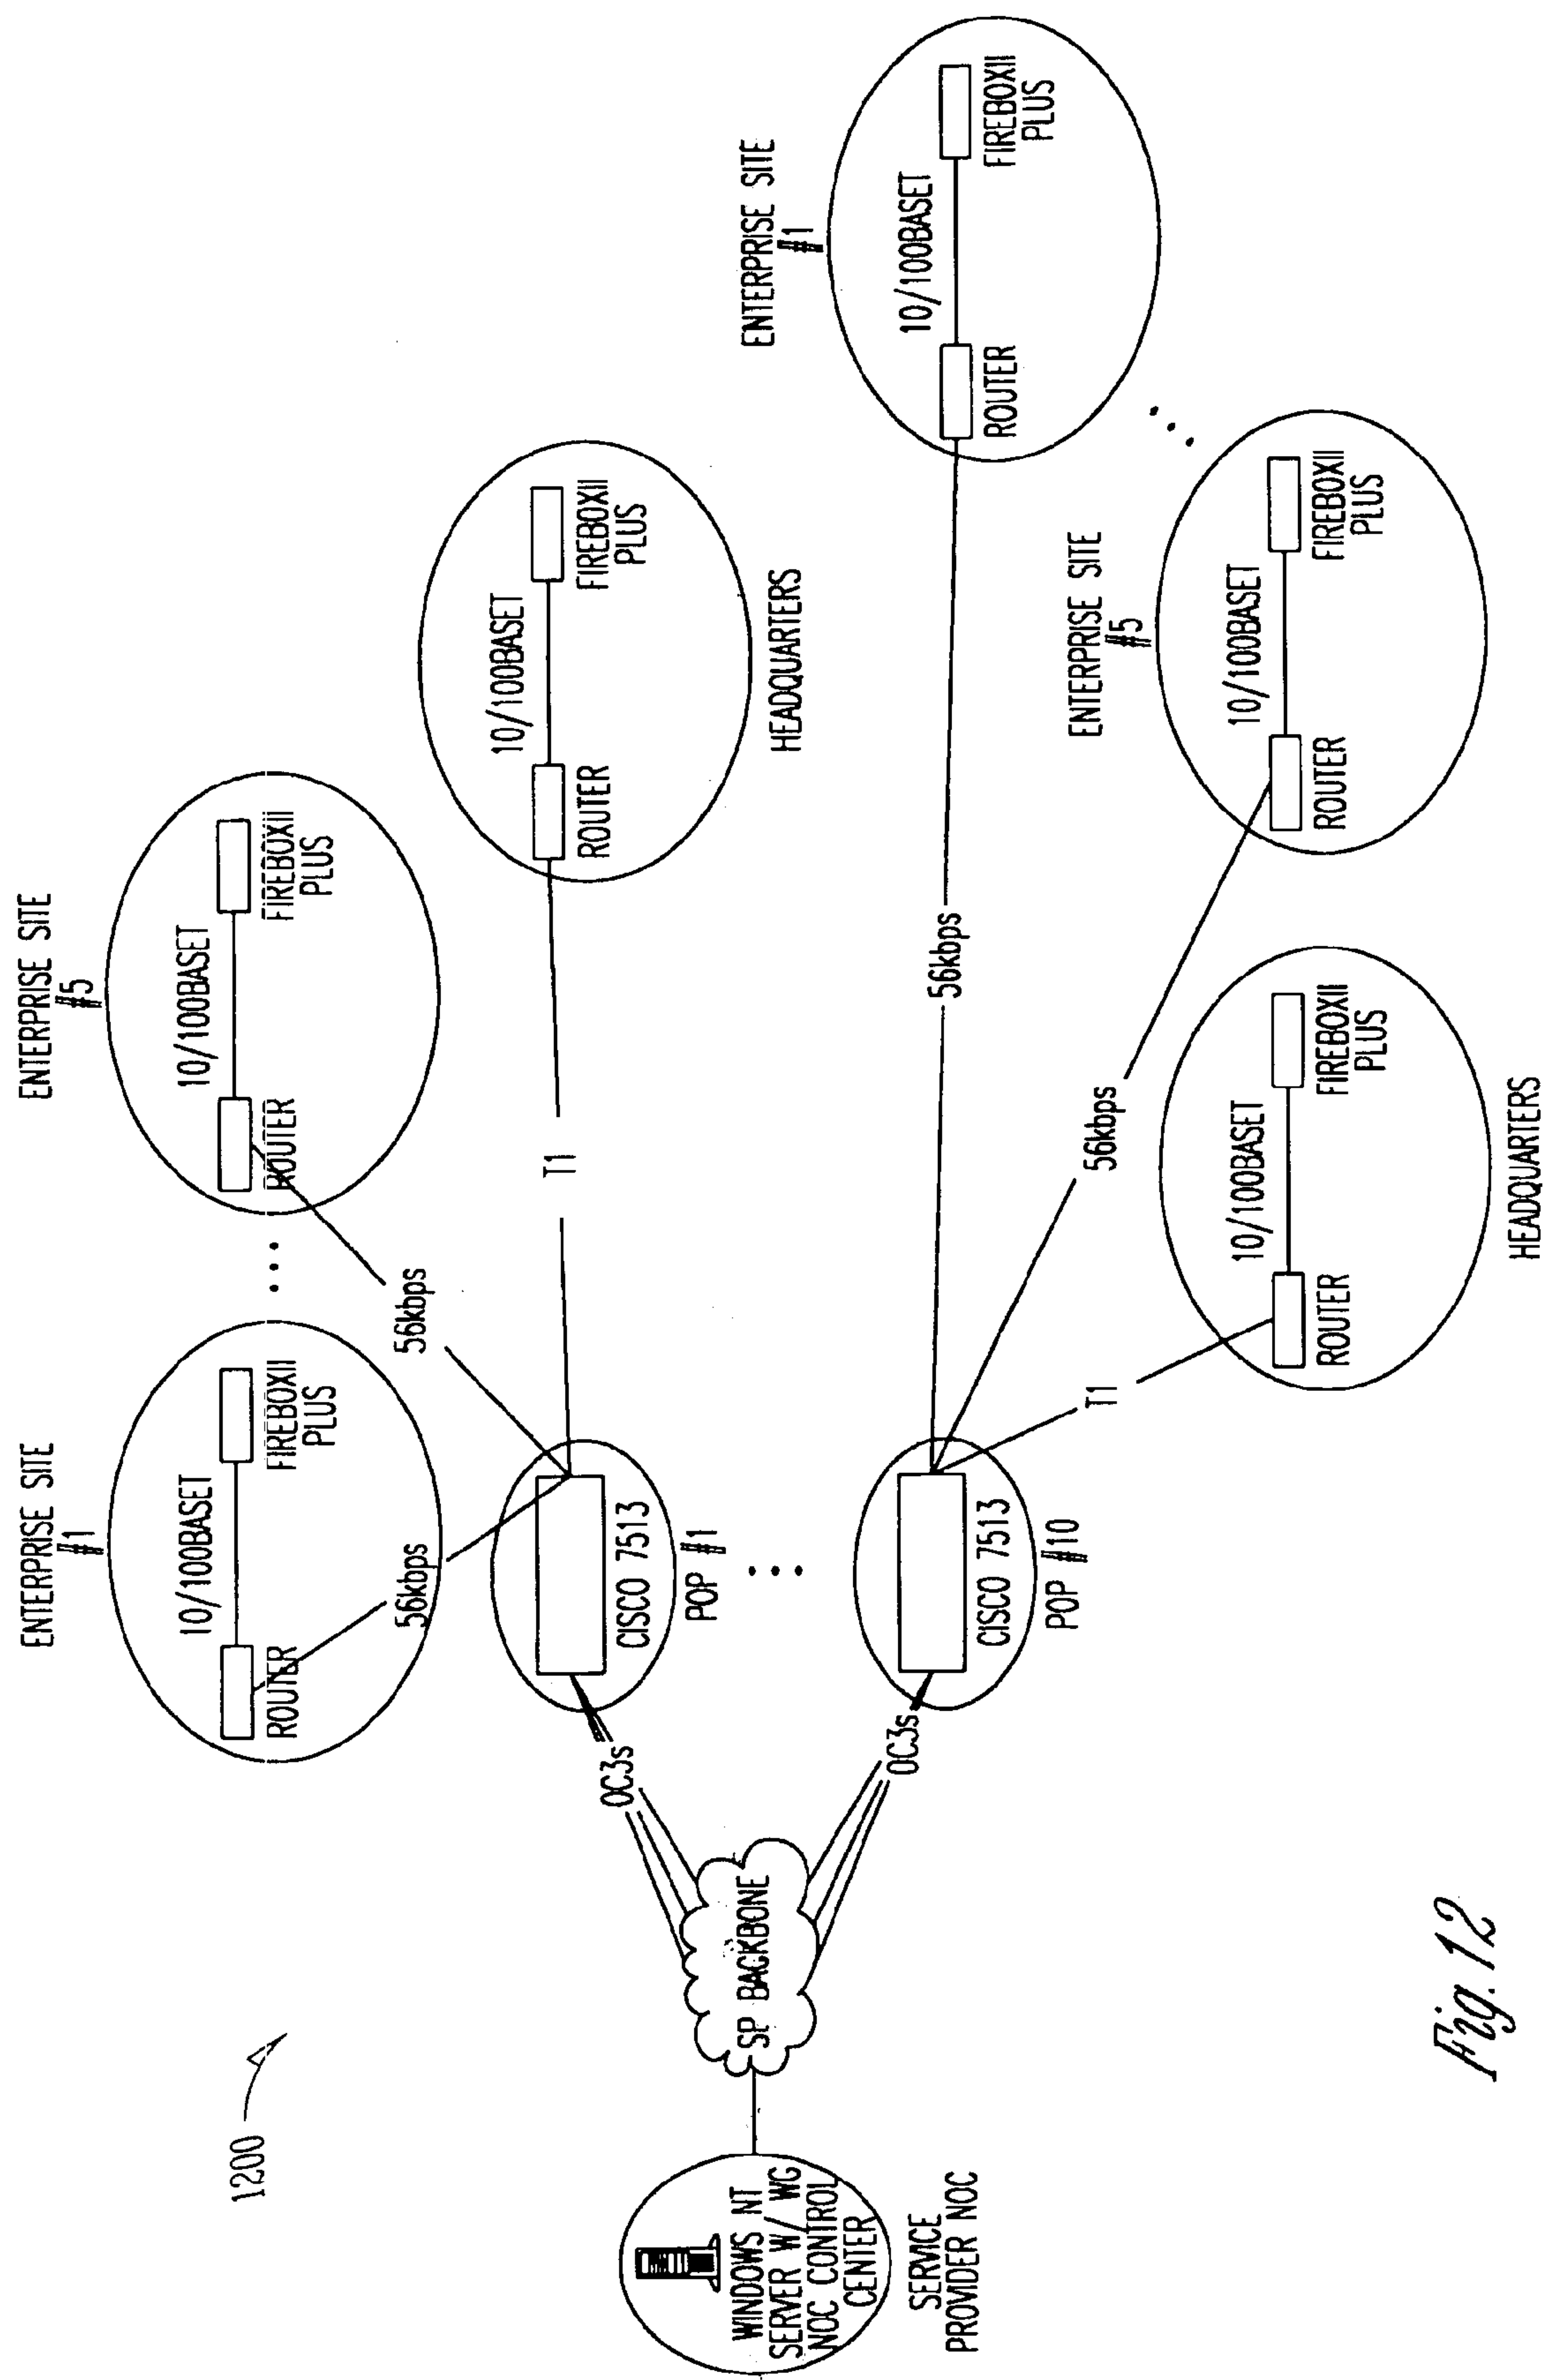 1200
ENTERPRISE SITE
#1
10/100BASET
ROUTER
FIREBOXII
PLUS
56kbps
ENTERPRISE SITE
#5
10/100BASET
ROUTER
FIREBOXII
PLUS
56kbps
10/100BASET
ROUTER
FIREBOXII
PLUS
HEADQUARTERS
T1
CISCO 7513
POP #1
OC3s
WINDOWS NT
SERVER W/ WG
NOC CONTROL
CENTER
SERVICE
PROVIDER NOC
SP BACKBONE
OC3s
CISCO 7513
POP #10
56kbps
ENTERPRISE SITE
#1
10/100BASET
ROUTER
FIREBOXII
PLUS
56kbps
ENTERPRISE SITE
#5
10/100BASET
ROUTER
FIREBOXII
PLUS
T1
10/100BASET
ROUTER
FIREBOXII
PLUS
HEADQUARTERS
Fig. 12